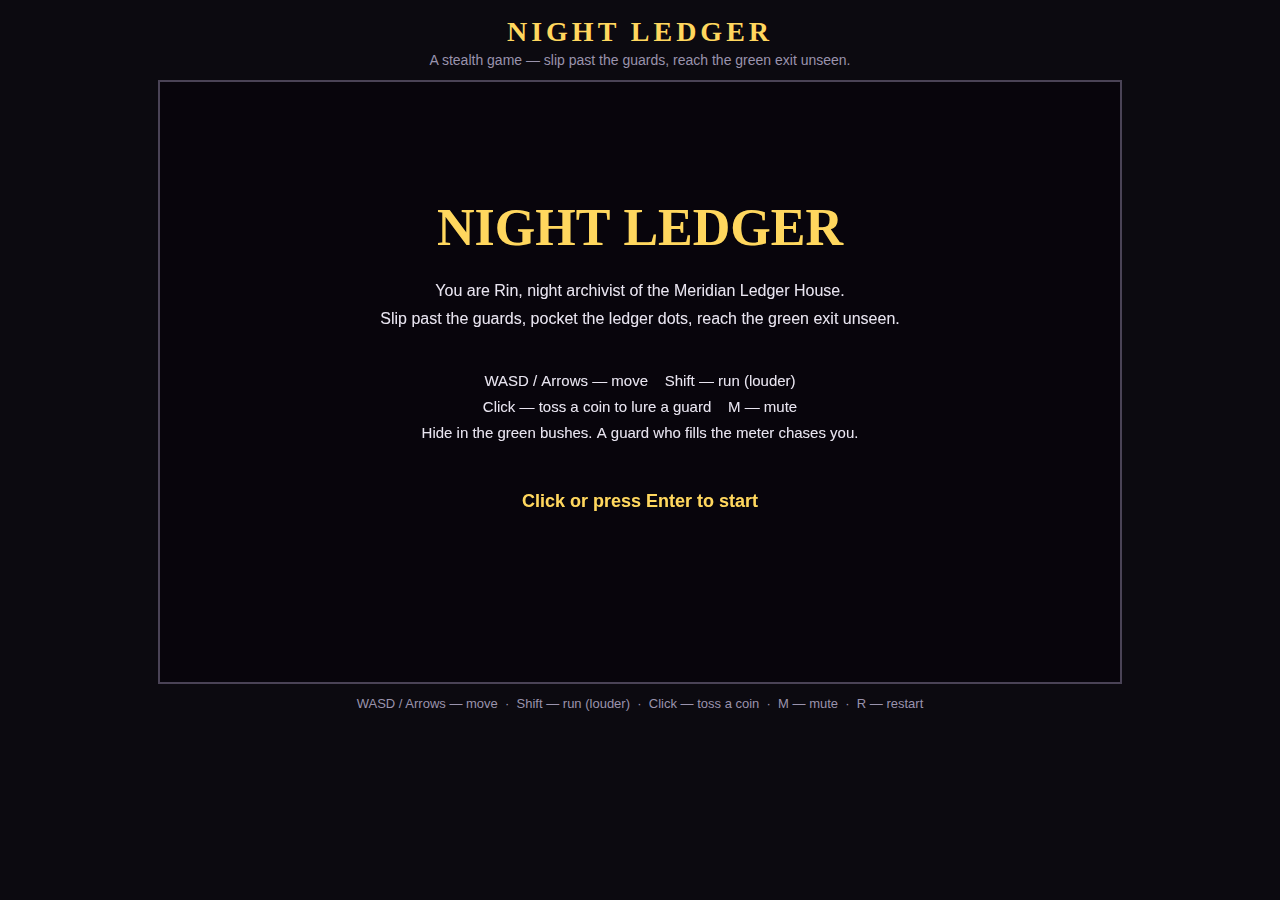 NIGHT LEDGER
A stealth game — slip past the guards, reach the green exit unseen.
NIGHT LEDGER
You are Rin, night archivist of the Meridian Ledger House.
Slip past the guards, pocket the ledger dots, reach the green exit unseen.
WASD / Arrows — move    Shift — run (louder)
Click — toss a coin to lure a guard    M — mute
Hide in the green bushes. A guard who fills the meter chases you.
Click or press Enter to start
WASD / Arrows — move · Shift — run (louder) · Click — toss a coin · M — mute · R — restart